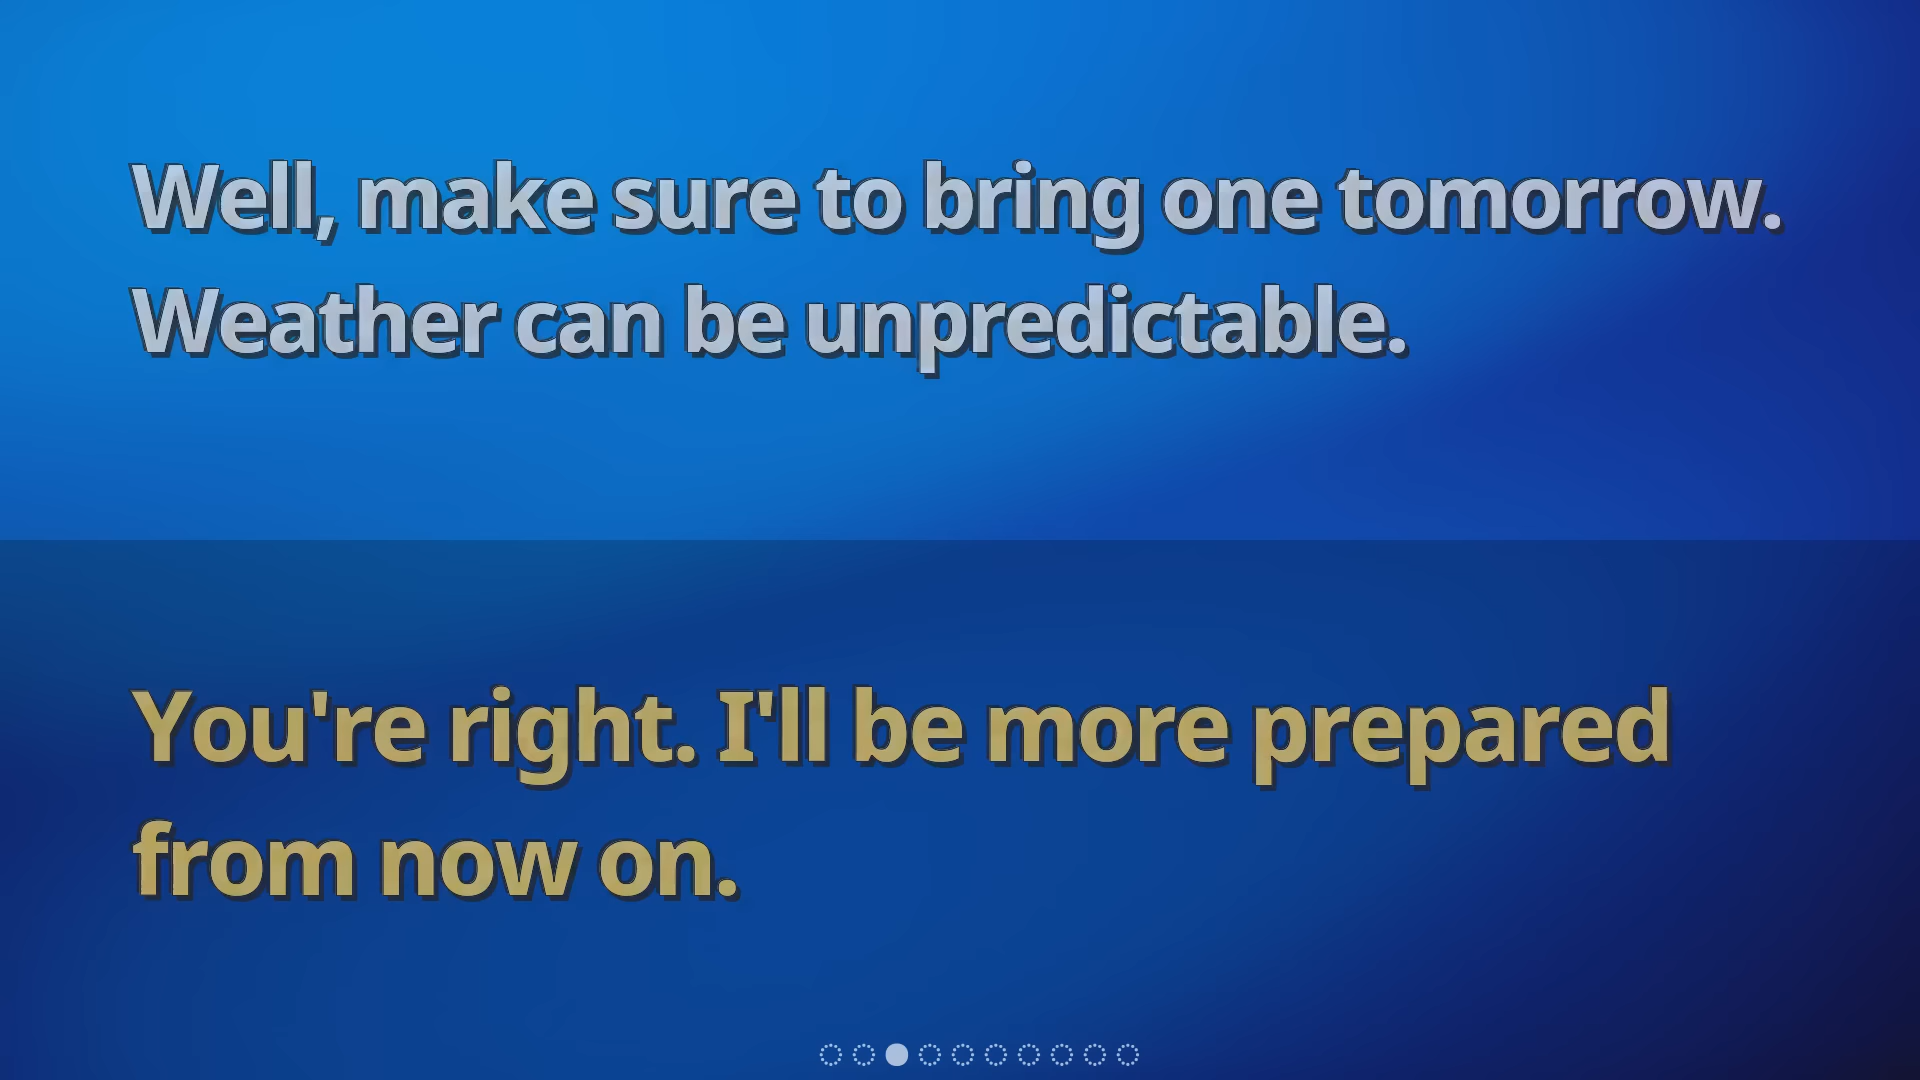 Well, make sure to bring one tomorrow.
Weather can be unpredictable.
You're right. I'll be more prepared
from now on.